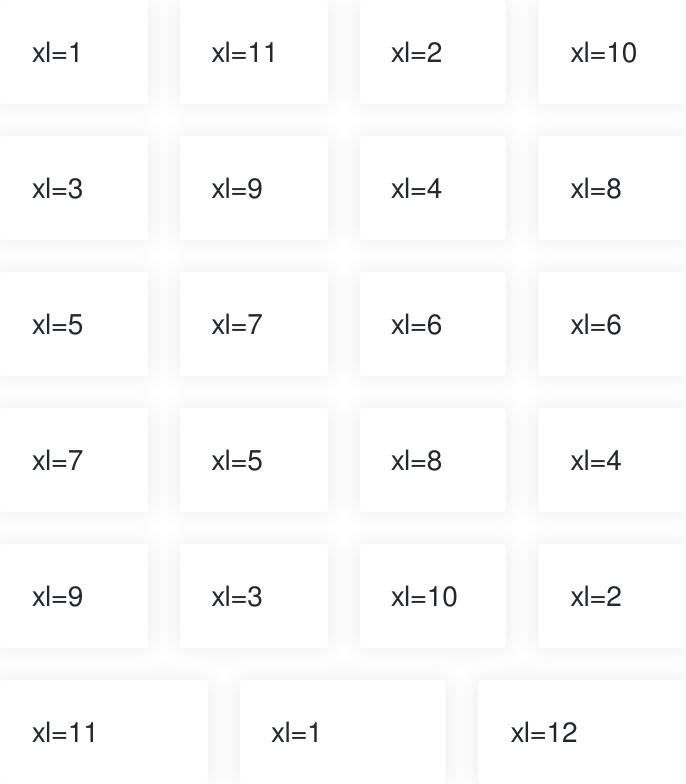 xl=1 xl=11 xl=2 xl=10
xl=3 xl=9 xl=4 xl=8
xl=5 xl=7 xl=6 xl=6
xl=7 xl=5 xl=8 xl=4
xl=9 xl=3 xl=10 xl=2
xl=11 xl=1 xl=12